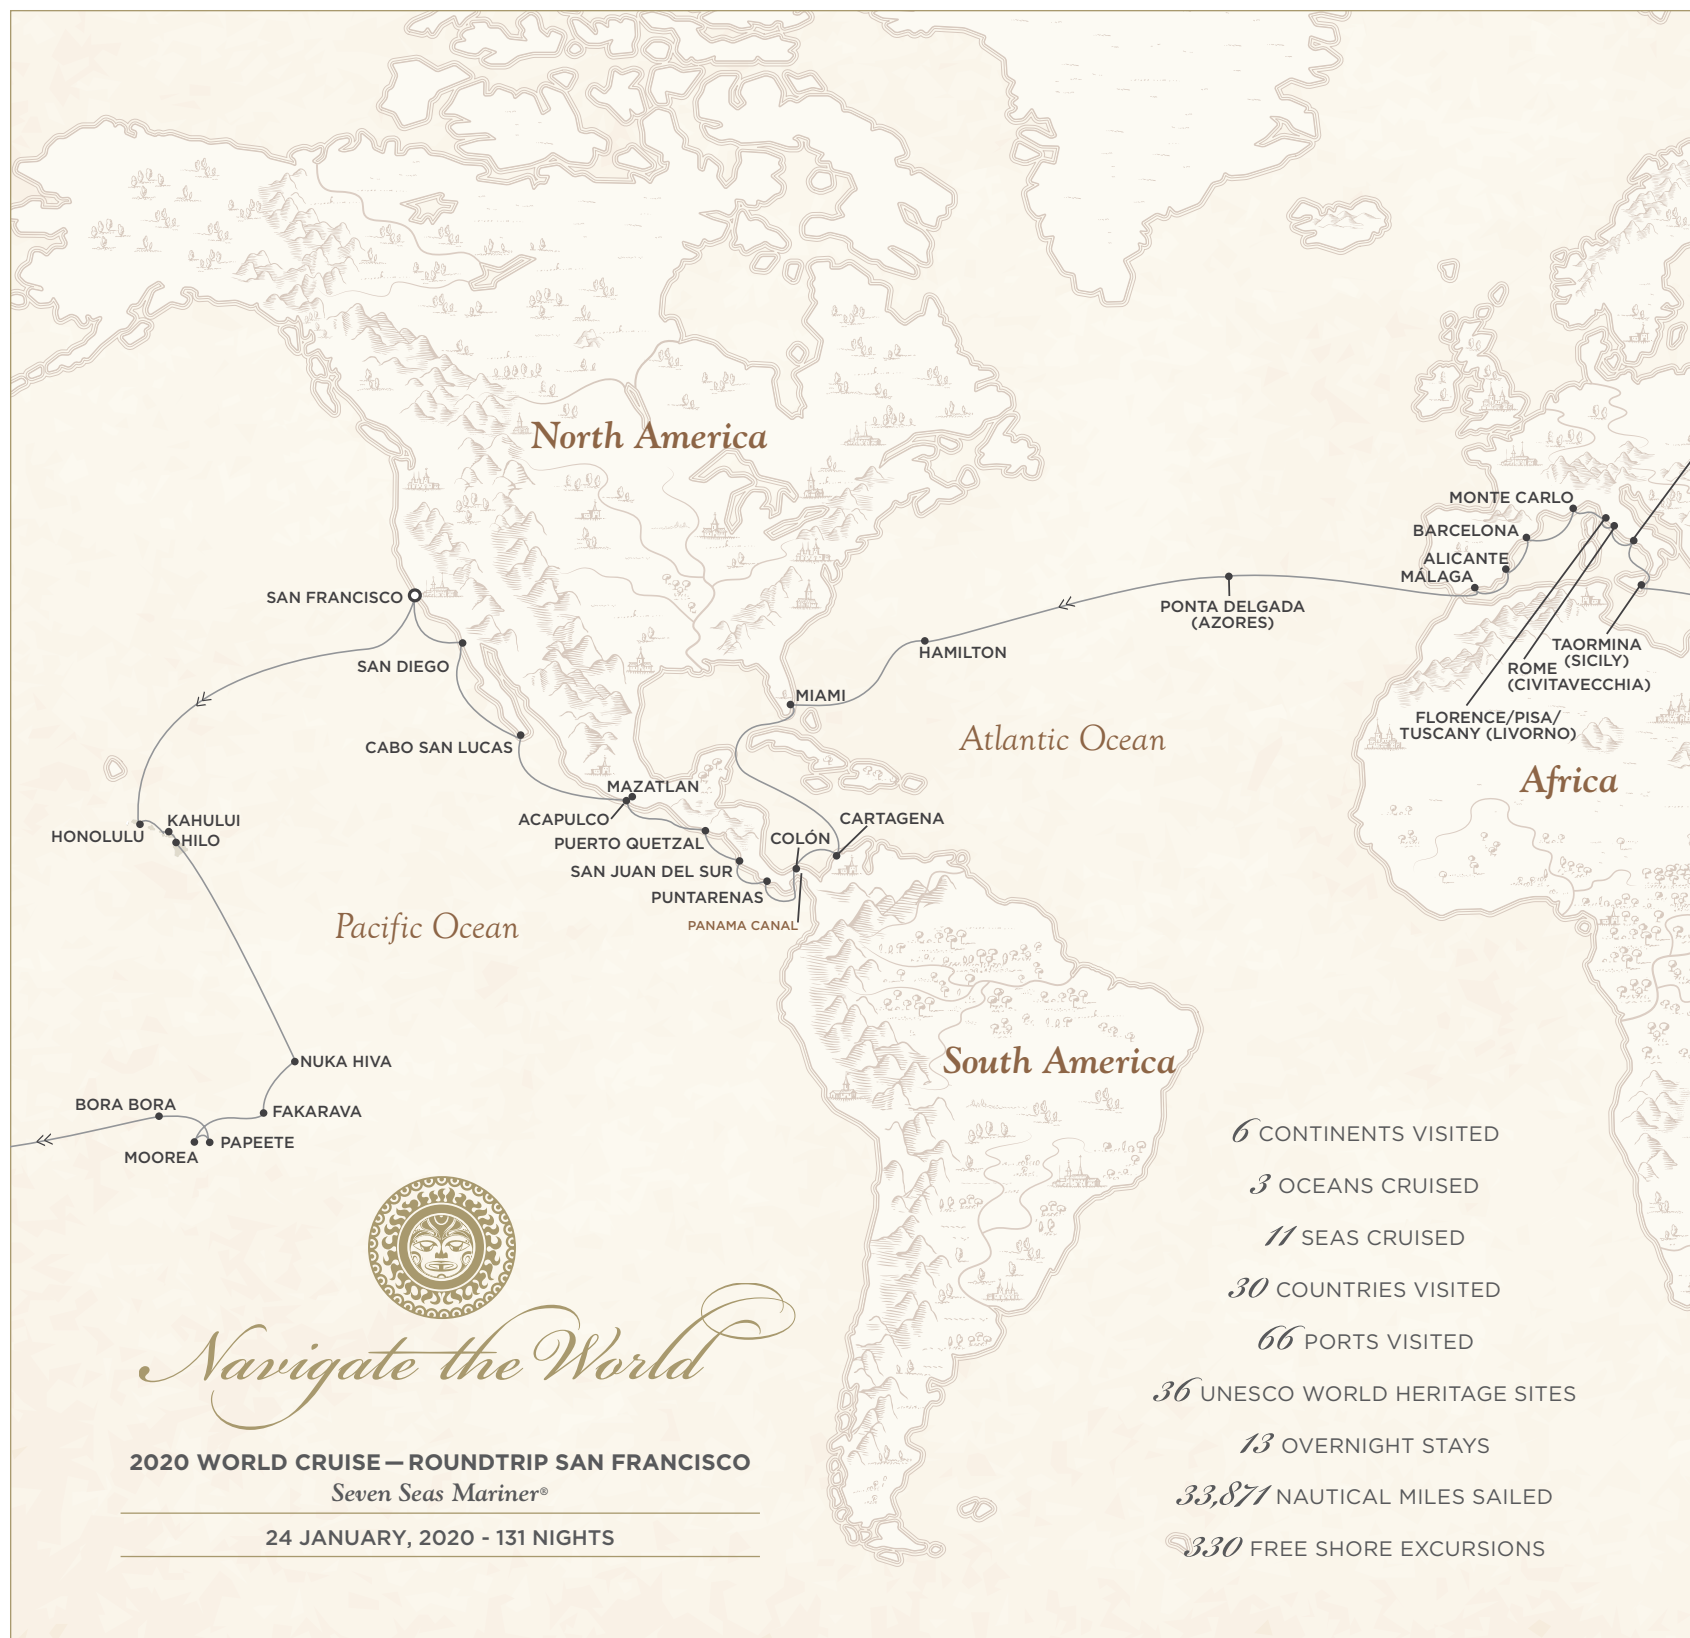 North America
MONTE CARLO
BARCELONA
ALICANTE
MÁLAGA
SAN FRANCISCO
PONTA DELGADA
(AZORES)
HAMILTON
TAORMINA
(SICILY)
ROME
(CIVITAVECCHIA)
SAN DIEGO
MIAMI
FLORENCE/PISA/
TUSCANY (LIVORNO)
CABO SAN LUCAS
Atlantic Ocean
Africa
MAZATLAN
ACAPULCO
CARTAGENA
KAHULUI
HONOLULU
HILO
PUERTO QUETZAL
COLÓN
SAN JUAN DEL SUR
PUNTARENAS
PANAMA CANAL
Pacific Ocean
NUKA HIVA
South America
BORA BORA
FAKARAVA
PAPEETE
MOOREA
6 CONTINENTS VISITED
3 OCEANS CRUISED
11 SEAS CRUISED
30 COUNTRIES VISITED
66 PORTS VISITED
36 UNESCO WORLD HERITAGE SITES
13 OVERNIGHT STAYS
33,871 NAUTICAL MILES SAILED
330 FREE SHORE EXCURSIONS
Navigate the World
2020 WORLD CRUISE—ROUNDTRIP SAN FRANCISCO
Seven Seas Mariner®
24 JANUARY, 2020 - 131 NIGHTS